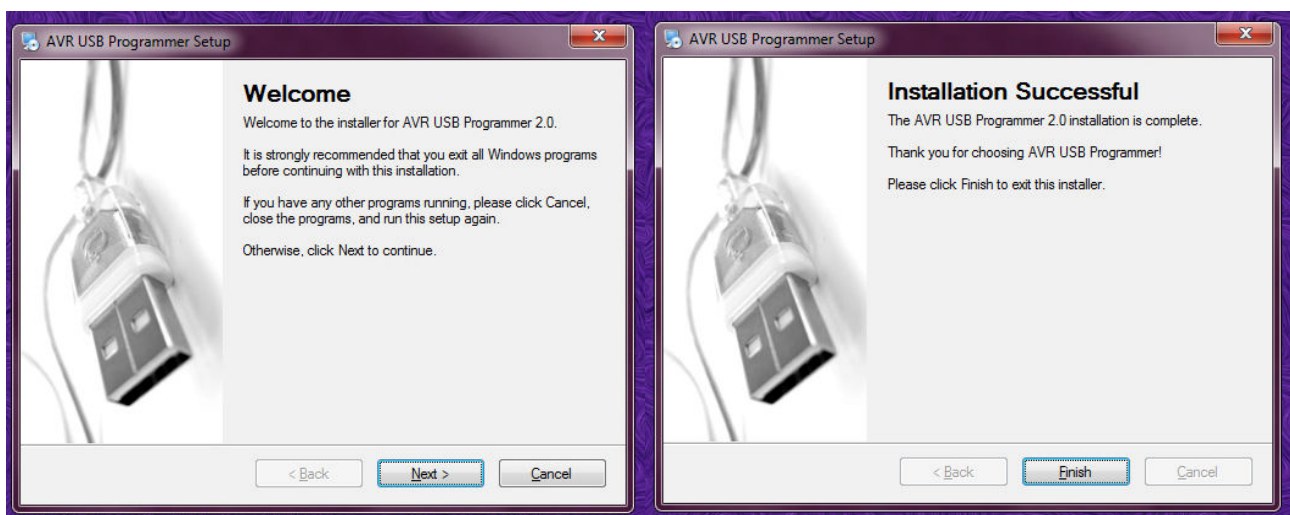 AVR USB Programmer Setup
Welcome
Welcome to the installer for AVR USB Programmer 2.0.
It is strongly recommended that you exit all Windows programs
before continuing with this installation.
If you have any other programs running, please click Cancel,
close the programs, and run this setup again.
Otherwise, click Next to continue.
< Back
Next >
Cancel
AVR USB Programmer Setup
Installation Successful
The AVR USB Programmer 2.0 installation is complete.
Thank you for choosing AVR USB Programmer!
Please click Finish to exit this installer.
< Back
Finish
Cancel